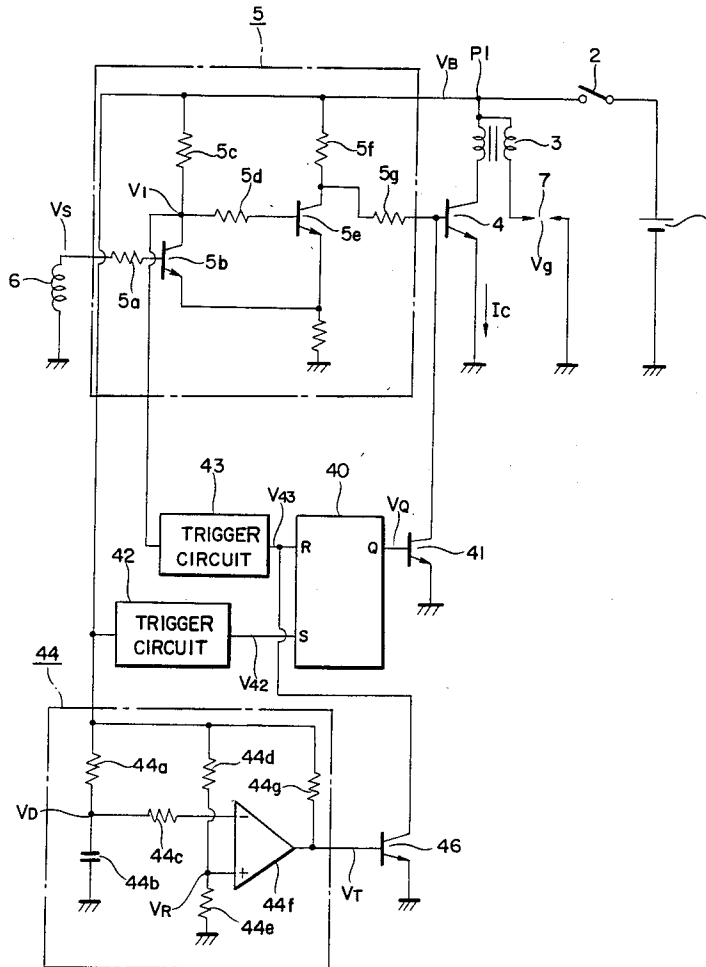 5
VB
P1
2
5c
5f
3
V1
5d
5g
7
VS
5e
4
6
5b
5a
Vg
Ic
43
V43
40
42
TRIGGER
CIRCUIT
R
Q
VQ
41
TRIGGER
CIRCUIT
S
V42
44
44a
44d
44g
VD
44c
−
46
44b
+
44f
VR
44e
VT